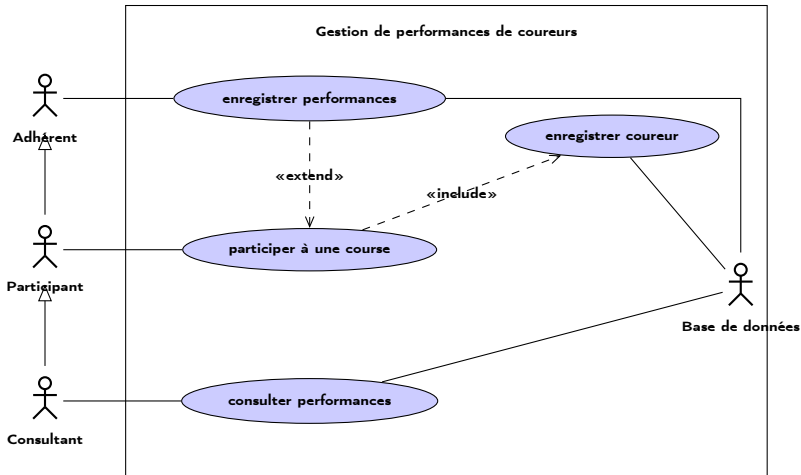 Gestion de performances de coureurs
enregistrer performances
Adhérent
enregistrer coureur
«extend»
«include»
participer à une course
Participant
Base de données
consulter performances
Consultant